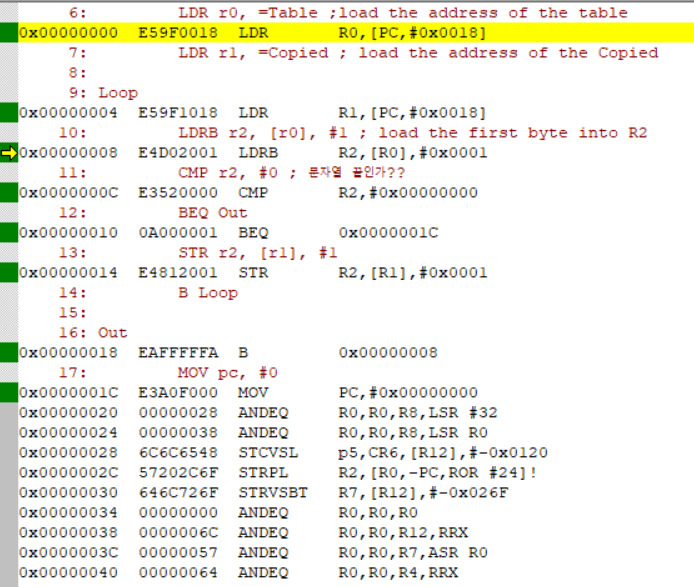 6: LDR r0, =Table ;load the address of the table
0x00000000 E59F0018 LDR R0,[PC,#0x0018]
7: LDR r1, =Copied ; load the address of the Copied
8:
9: Loop
0x00000004 E59F1018 LDR R1,[PC,#0x0018]
10: LDRB r2, [r0], #1 ; load the first byte into R2
0x00000008 E4D02001 LDRB R2,[R0],#0x0001
11: CMP r2, #0 ; 문자열 끝인가??
0x0000000C E3520000 CMP R2,#0x00000000
12: BEQ Out
0x00000010 0A000001 BEQ 0x0000001C
13: STR r2, [r1], #1
0x00000014 E4812001 STR R2,[R1],#0x0001
14: B Loop
15:
16: Out
0x00000018 EAFFFFFA B 0x00000008
17: MOV pc, #0
0x0000001C E3A0F000 MOV PC,#0x00000000
0x00000020 00000028 ANDEQ R0,R0,R8,LSR #32
0x00000024 00000038 ANDEQ R0,R0,R8,LSR R0
0x00000028 6C6C6548 STCVSL p5,CR6,[R12],#-0x0120
0x0000002C 57202C6F STRPL R2,[R0,-PC,ROR #24]!
0x00000030 646C726F STRVSBT R7,[R12],#-0x026F
0x00000034 00000000 ANDEQ R0,R0,R0
0x00000038 0000006C ANDEQ R0,R0,R12,RRX
0x0000003C 00000057 ANDEQ R0,R0,R7,ASR R0
0x00000040 00000064 ANDEQ R0,R0,R4,RRX